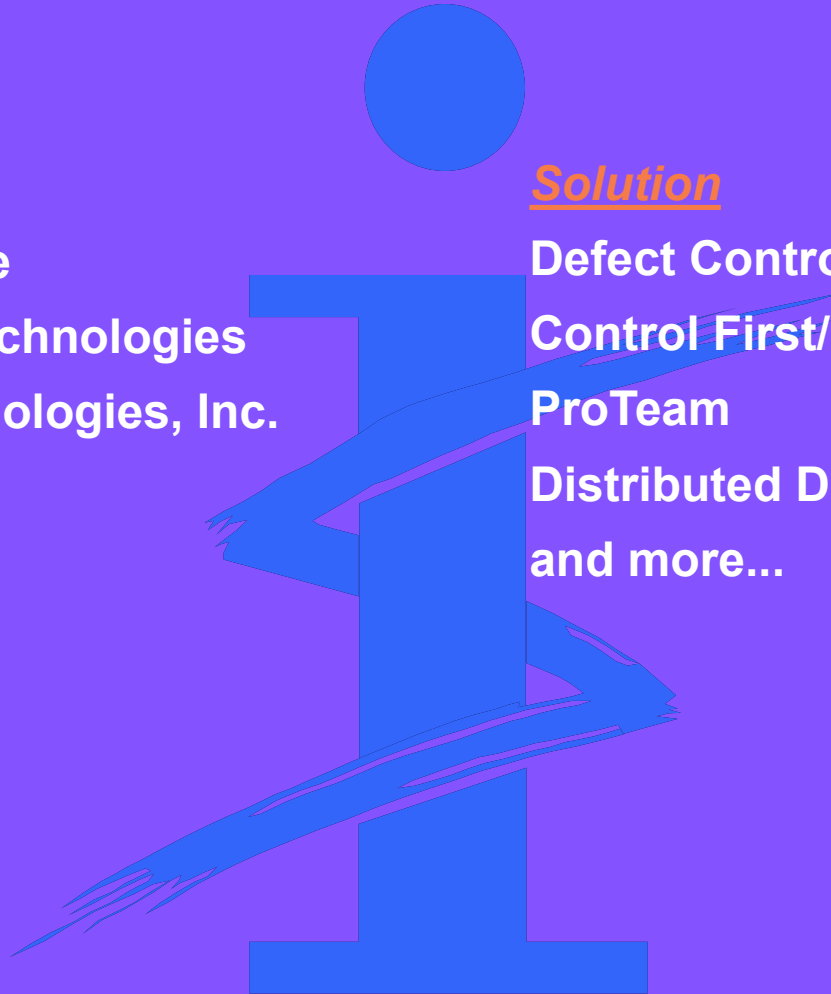 Solution
Defect Contro
chnologies
Control First/
ologies, Inc.
ProTeam
Distributed D
and more...